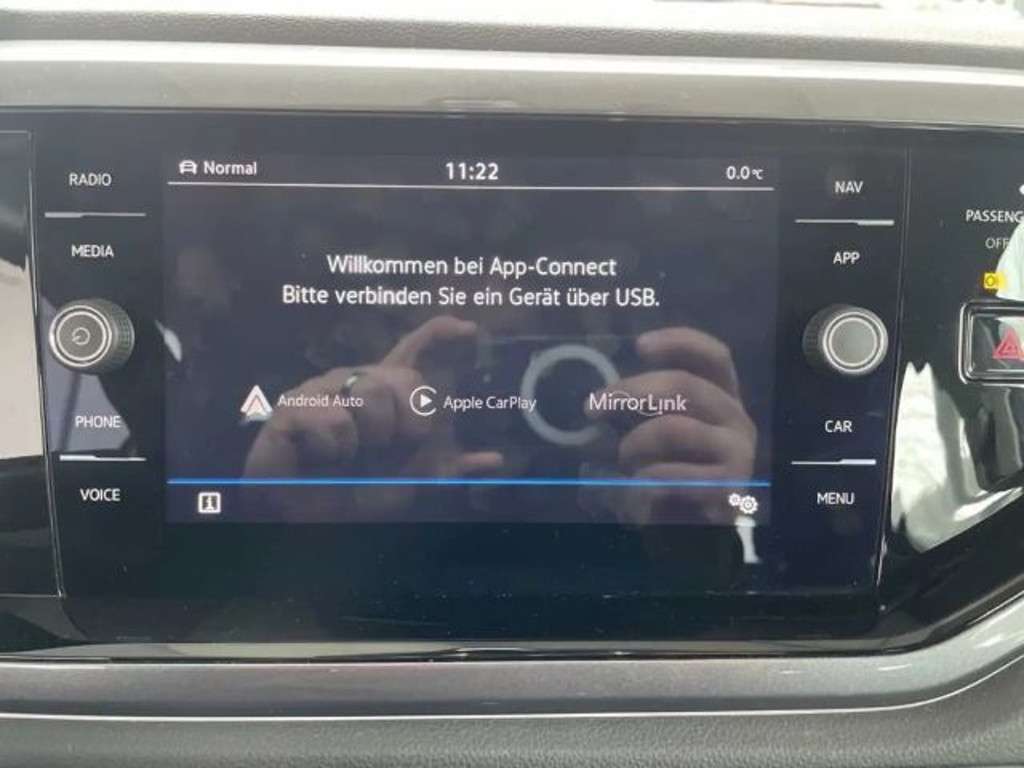 RADIO
MEDIA
PHONE
VOICE
Normal
11:22
0.0°C
Willkommen bei App-Connect
Bitte verbinden Sie ein Gerät über USB.
Android Auto
Apple CarPlay
MirrorLink
NAV
APP
CAR
MENU
PASSENG
OFF